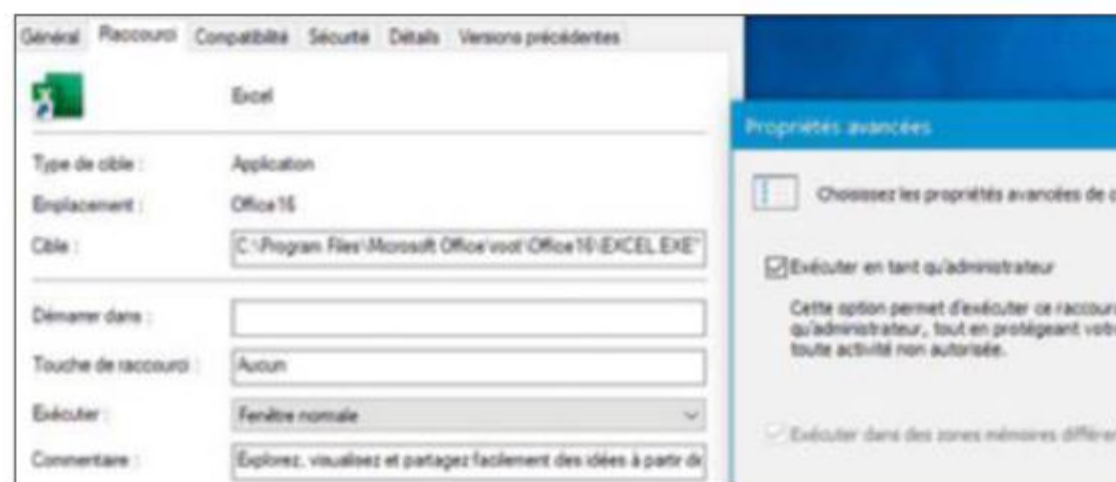 Général Raccourci Compatibilité Sécurité Détails Versions précédentes
Excel
Type de cible : Application
Emplacement : Office16
Cible : C:\Program Files\Microsoft Office\root\Office16\EXCEL.EXE"
Démarrer dans :
Touche de raccourci : Aucun
Exécuter : Fenêtre normale
Commentaire : Explorez, visualisez et partagez facilement des idées à partir de
Propriétés avancées
Choisissez les propriétés avancées de c
Exécuter en tant qu'administrateur
Cette option permet d'exécuter ce raccourc
qu'administrateur, tout en protégeant votr
toute activité non autorisée.
Exécuter dans des zones mémoires différen